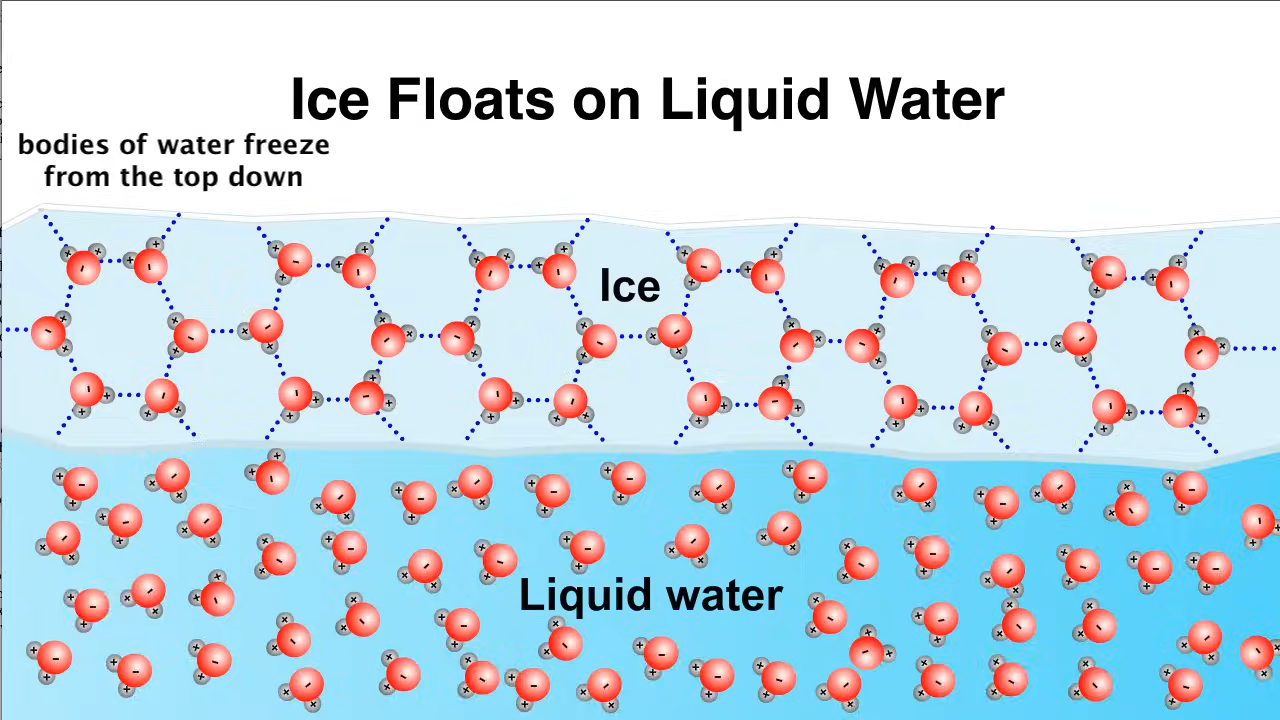 Ice Floats on Liquid Water
bodies of water freeze
from the top down
Ice
Liquid water